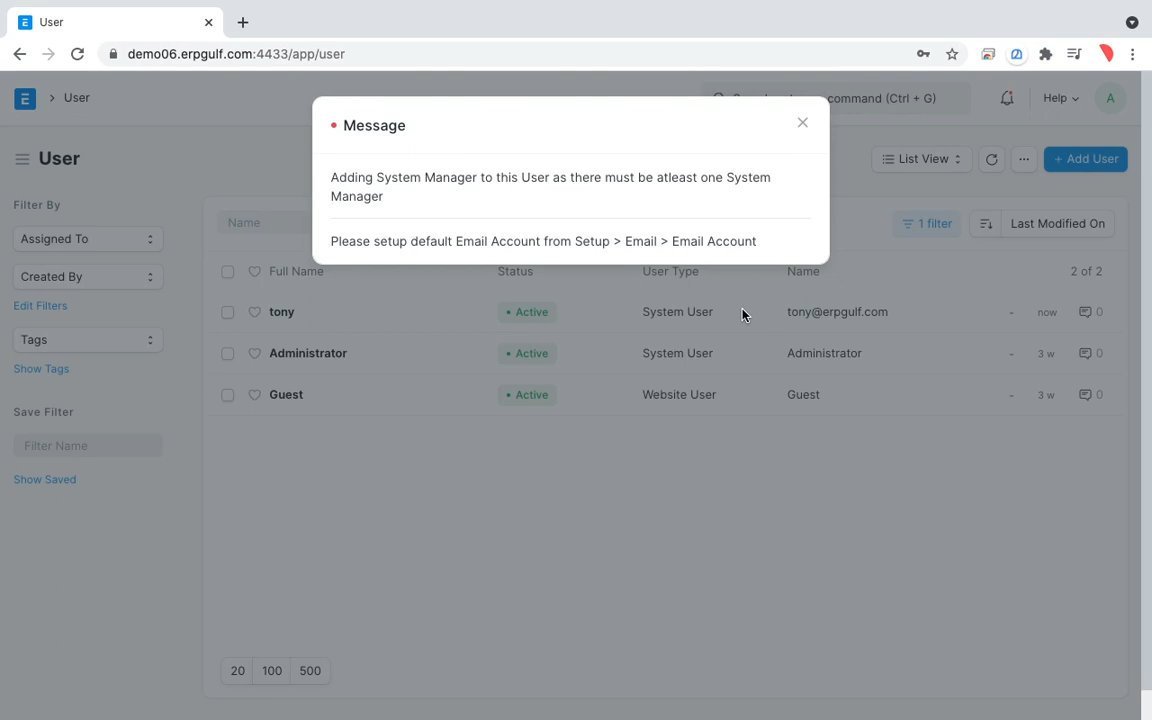 User
demo06.erpgulf.com:4433/app/user
E
User
command (Ctrl + G)
Help
A
Message
Adding System Manager to this User as there must be atleast one System
Manager
Please setup default Email Account from Setup > Email > Email Account
User
List View
...
+ Add User
Filter By
Assigned To
Created By
Edit Filters
Tags
Show Tags
Save Filter
Filter Name
Show Saved
Name
1 filter
Last Modified On
Full Name
Status
User Type
Name
2 of 2
tony
Active
System User
tony@erpgulf.com
-
now
0
Administrator
Active
System User
Administrator
-
3 w
0
Guest
Active
Website User
Guest
-
3 w
0
20
100
500